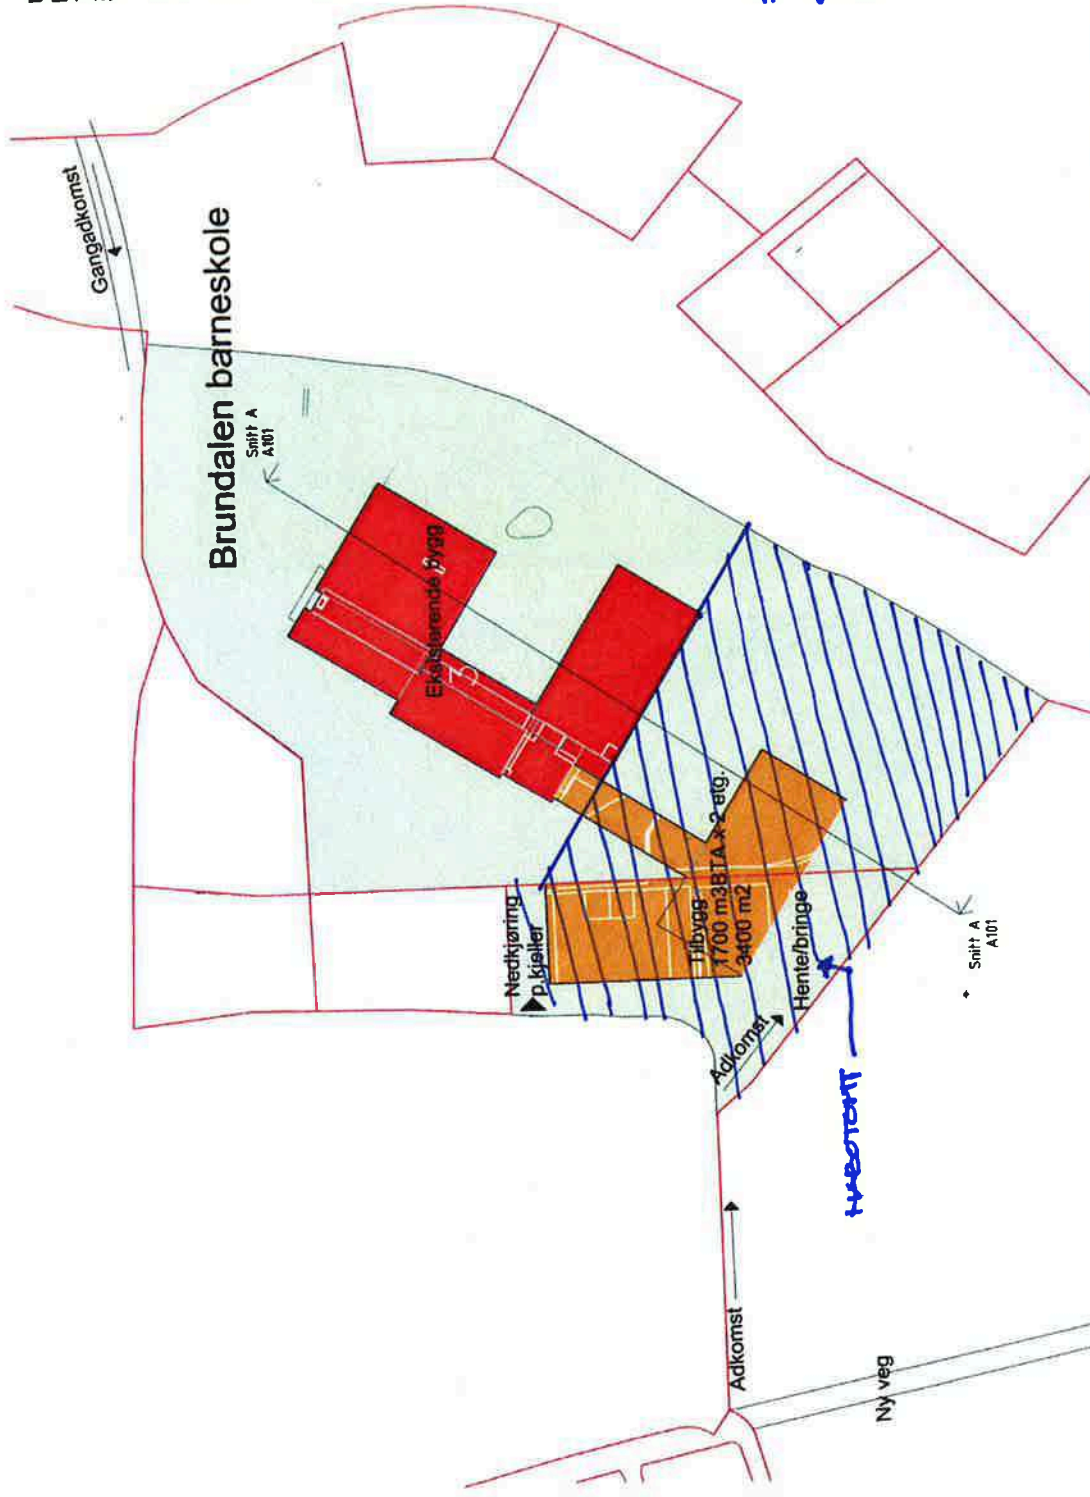 Gangadkomst
Brundalen barneskole
Snitt A
A101
Eksisterende bygg
Nedkjøring
p.kjeller
Tilbygg
1700 m3BTA x 2 etg.
3400 m2
Hente/bringe
Adkomst
Snitt A
A101
Adkomst
Ny veg